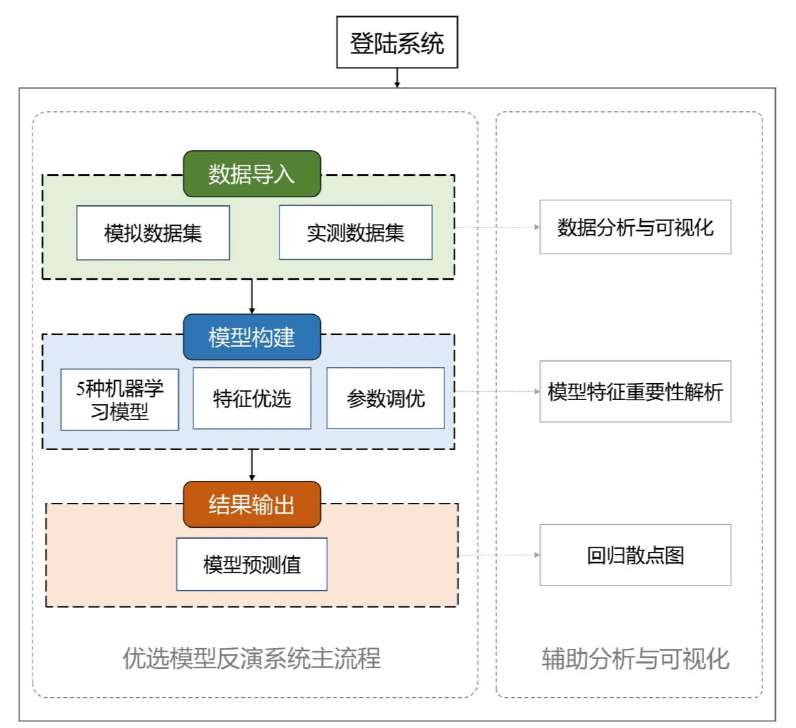 登陆系统
数据导入
模拟数据集
实测数据集
数据分析与可视化
模型构建
5种机器学
习模型
特征优选
参数调优
模型特征重要性解析
结果输出
模型预测值
回归散点图
优选模型反演系统主流程
辅助分析与可视化